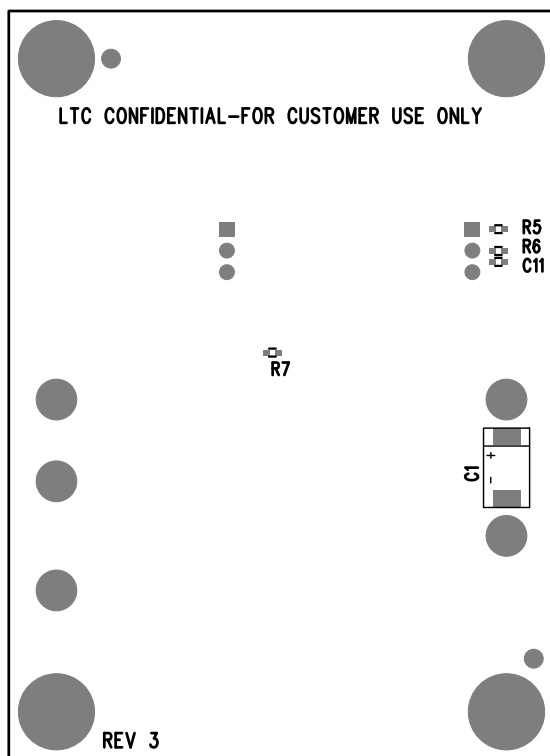 LTC CONFIDENTIAL-FOR CUSTOMER USE ONLY
R5
R6
C11
R7
C1
+
-
REV 3